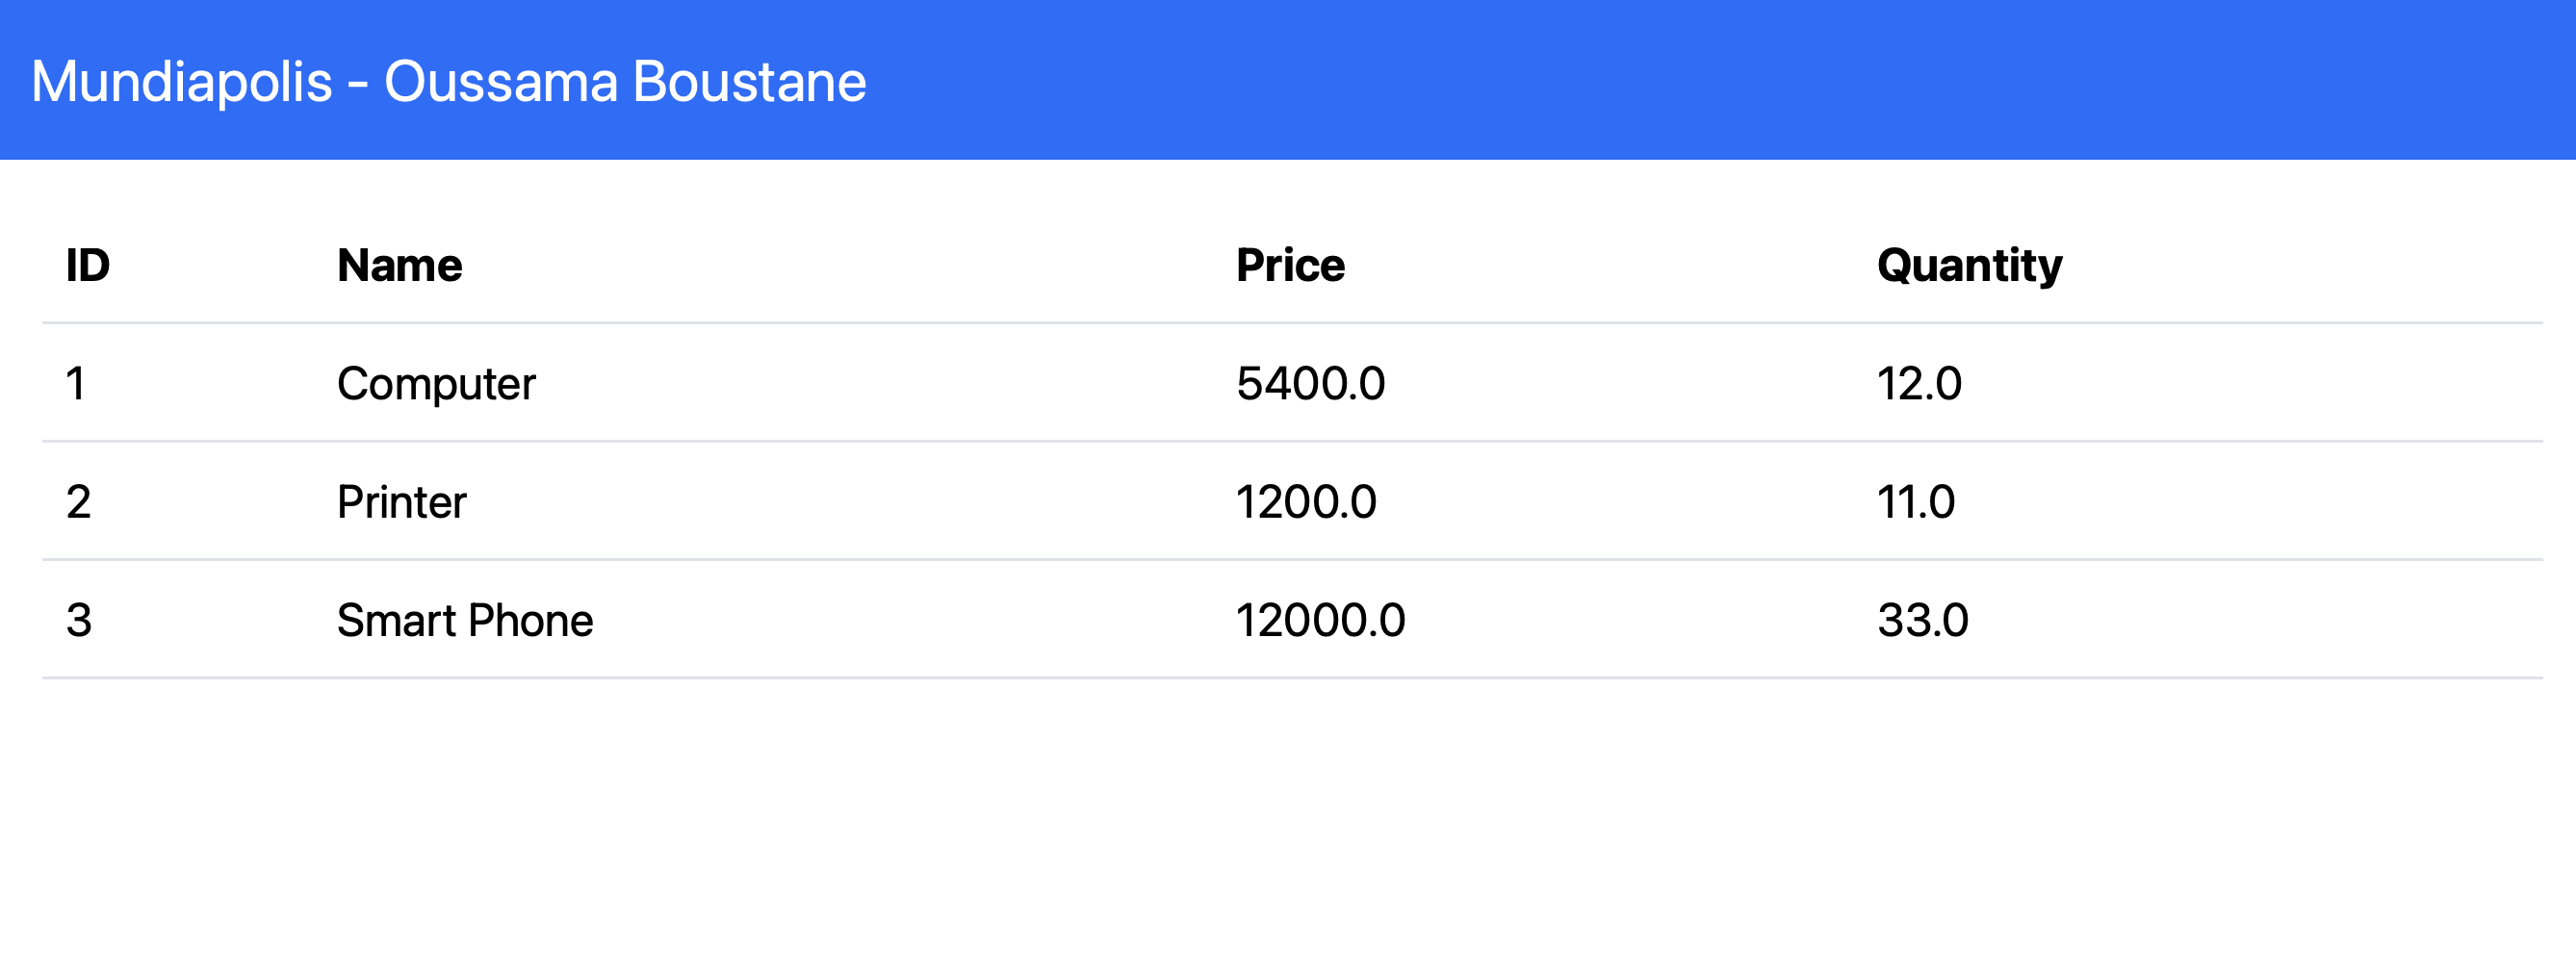 Mundiapolis - Oussama Boustane
ID Name Price Quantity
1 Computer 5400.0 12.0
2 Printer 1200.0 11.0
3 Smart Phone 12000.0 33.0